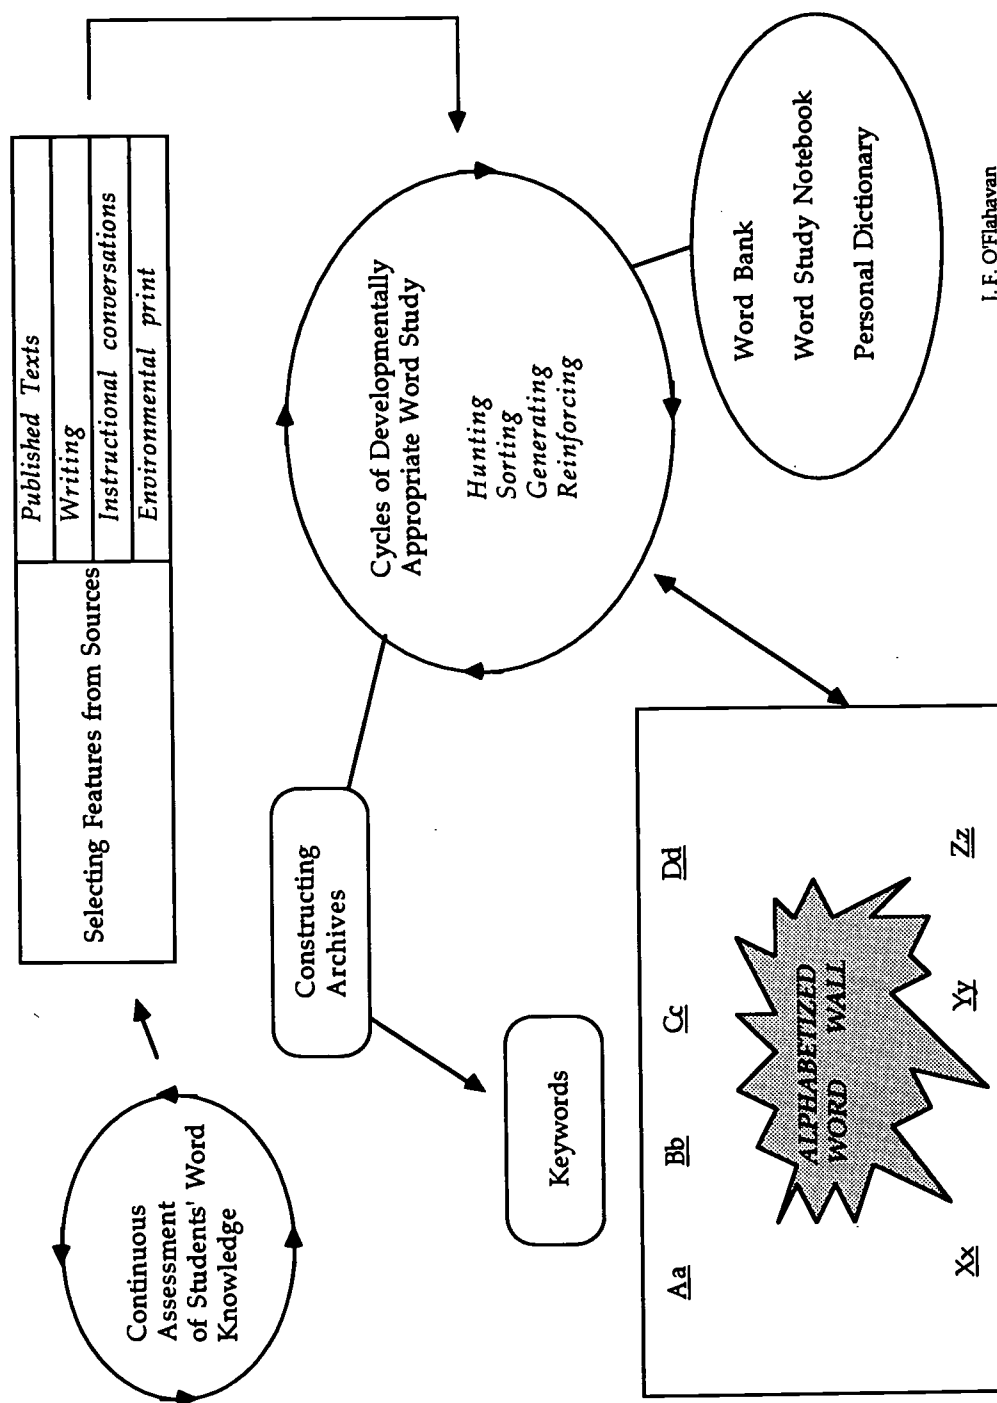 Continuous
Assessment
of Students' Word
Knowledge
Selecting Features from Sources
Published Texts
Writing
Instructional conversations
Environmental print
Constructing
Archives
Cycles of Developmentally
Appropriate Word Study
Hunting
Sorting
Generating
Reinforcing
Keywords
Aa
Bb
Cc
Dd
ALPHABETIZED
WORD WALL
Xx
Yy
Zz
Word Bank
Word Study Notebook
Personal Dictionary
J. F. O'Flahavan